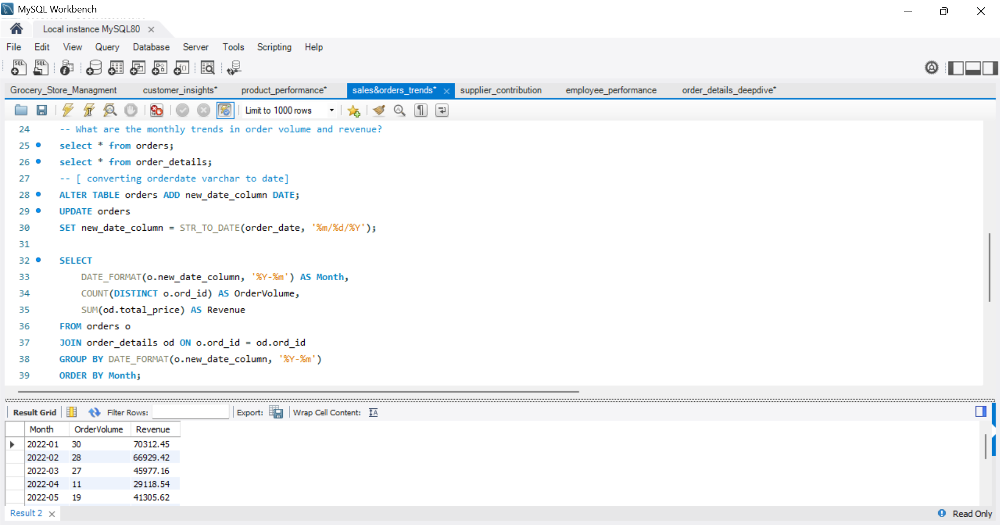 MySQL Workbench
Local instance MySQL80
File Edit View Query Database Server Tools Scripting Help
Grocery_Store_Managment customer_insights* product_performance* sales&orders_trends* supplier_contribution employee_performance order_details_deepdive*
Limit to 1000 rows
24 -- What are the monthly trends in order volume and revenue?
25 select * from orders;
26 select * from order_details;
27 -- [ converting orderdate varchar to date]
28 ALTER TABLE orders ADD new_date_column DATE;
29 UPDATE orders
30 SET new_date_column = STR_TO_DATE(order_date, '%m/%d/%Y');
31
32 SELECT
33 DATE_FORMAT(o.new_date_column, '%Y-%m') AS Month,
34 COUNT(DISTINCT o.ord_id) AS OrderVolume,
35 SUM(od.total_price) AS Revenue
36 FROM orders o
37 JOIN order_details od ON o.ord_id = od.ord_id
38 GROUP BY DATE_FORMAT(o.new_date_column, '%Y-%m')
39 ORDER BY Month;
Result Grid Filter Rows: Export: Wrap Cell Content:
Month OrderVolume Revenue
2022-01 30 70312.45
2022-02 28 66929.42
2022-03 27 45977.16
2022-04 11 29118.54
2022-05 19 41305.62
Result 2 Read Only